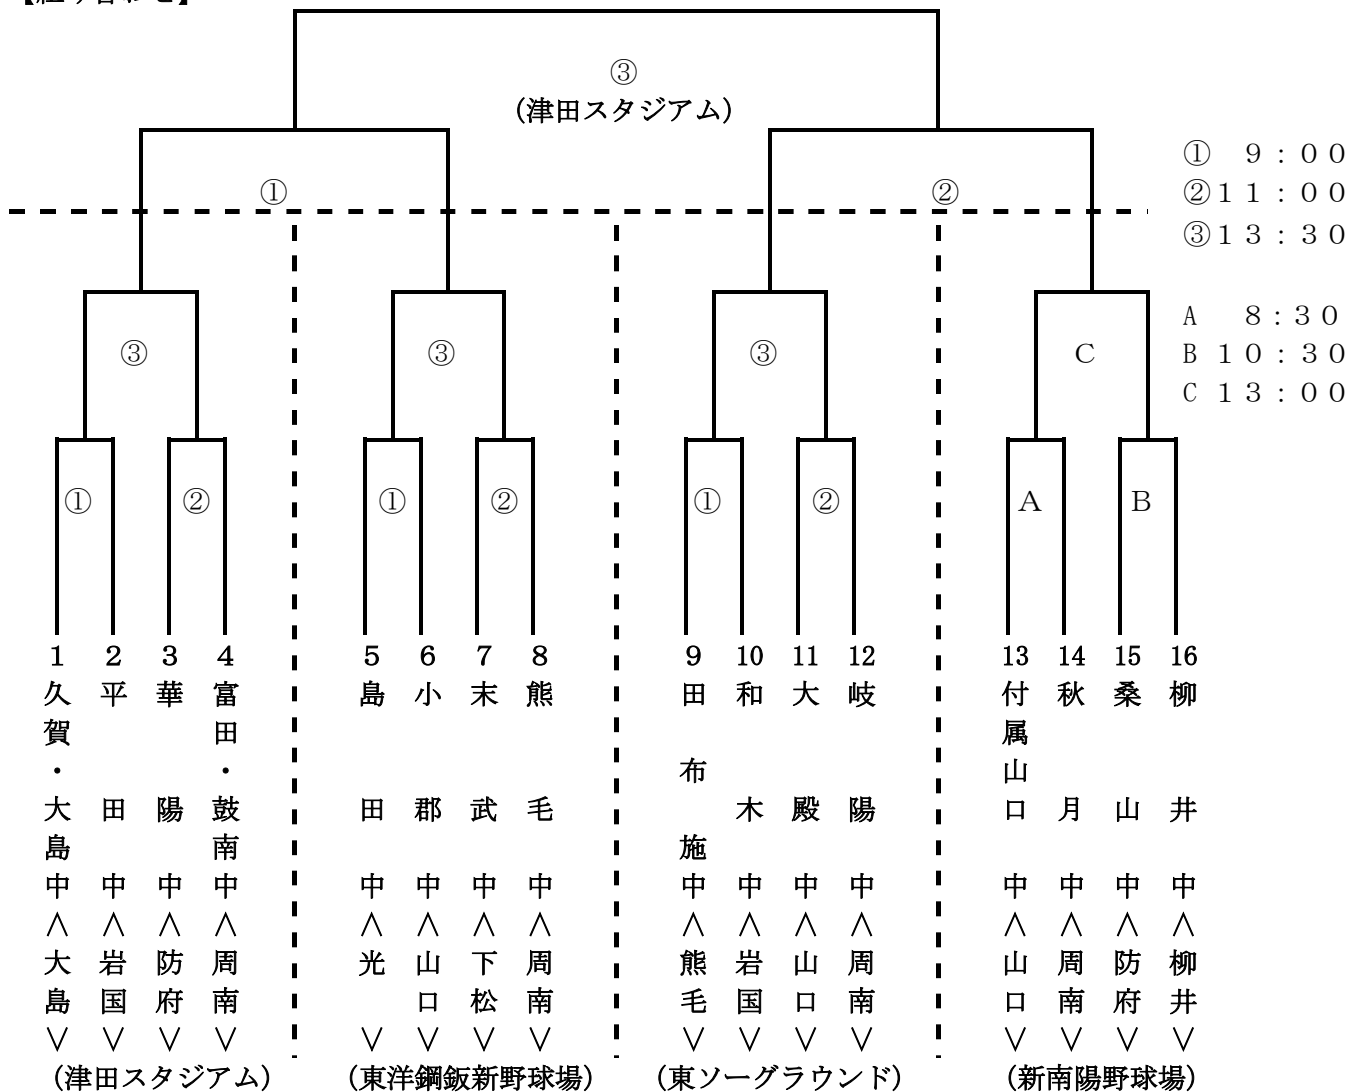 ③
(津田スタジアム)
① 9:00
②11:00
③13:30
① ②
A 8:30
B 10:30
C 13:00
③ ③ ③ C
① ② ① ② ① ② A B
1 久賀・大島中<大島>
2 平田中<岩国>
3 華陽中<防府>
4 富田・鼓南中<周南>
5 島田中<光>
6 小郡中<山口>
7 末武中<下松>
8 熊毛中<周南>
9 田布施中<熊毛>
10 和木中<岩国>
11 大殿中<山口>
12 岐陽中<周南>
13 付属山口中<山口>
14 秋月中<周南>
15 桑山中<防府>
16 柳井中<柳井>
(津田スタジアム) (東洋鋼鈑新野球場) (東ソーグラウンド) (新南陽野球場)